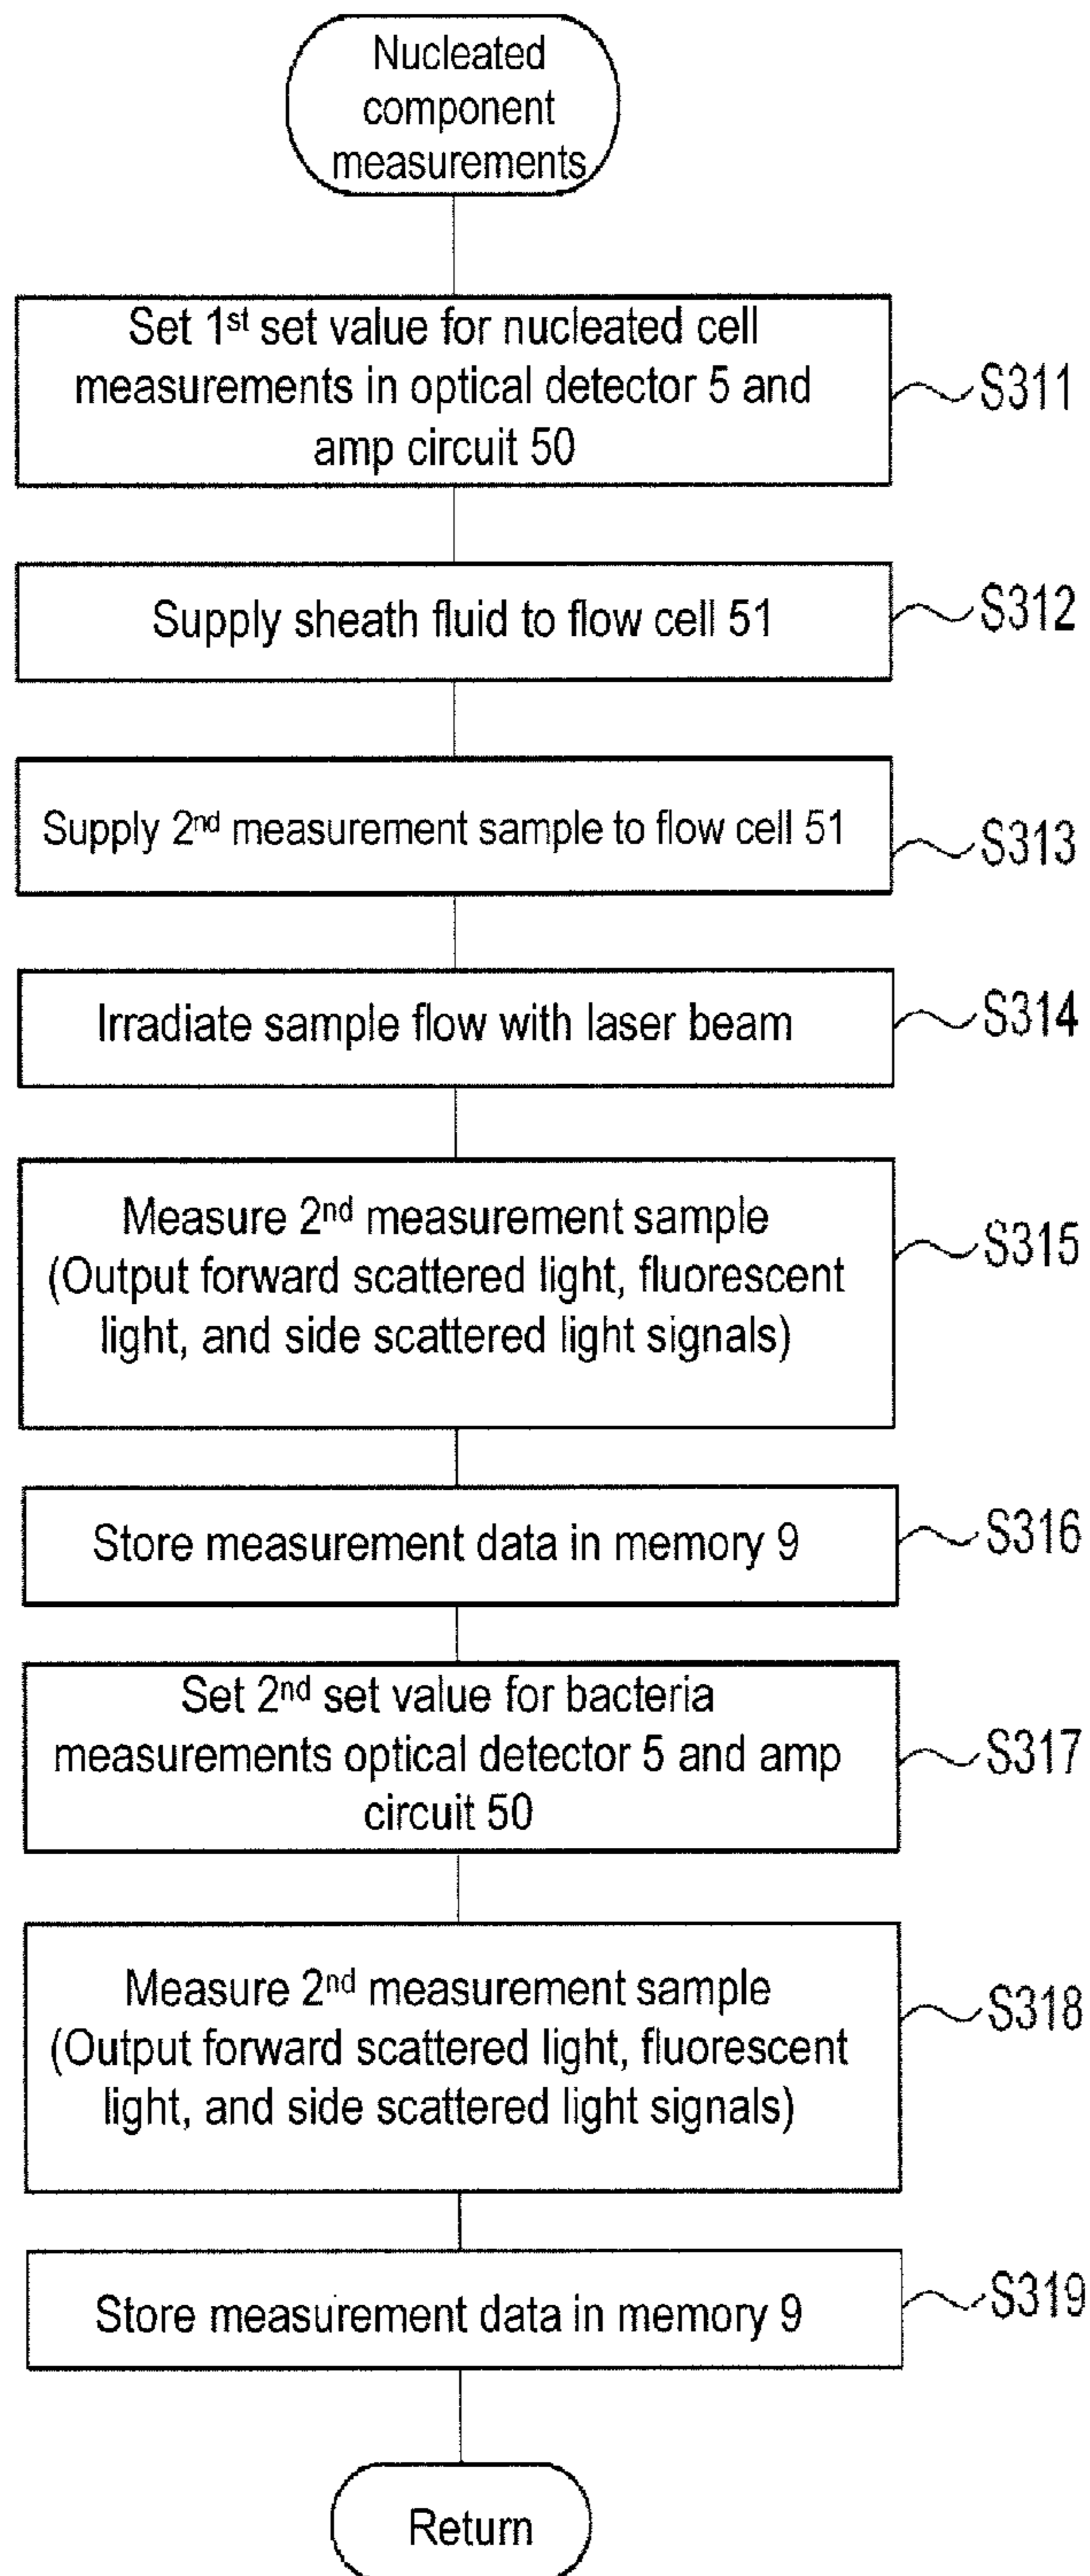 Nucleated
component
measurements
Set 1st set value for nucleated cell
measurements in optical detector 5 and
amp circuit 50
S311
Supply sheath fluid to flow cell 51
S312
Supply 2nd measurement sample to flow cell 51
S313
Irradiate sample flow with laser beam
S314
Measure 2nd measurement sample
(Output forward scattered light, fluorescent
light, and side scattered light signals)
S315
Store measurement data in memory 9
S316
Set 2nd set value for bacteria
measurements optical detector 5 and amp
circuit 50
S317
Measure 2nd measurement sample
(Output forward scattered light, fluorescent
light, and side scattered light signals)
S318
Store measurement data in memory 9
S319
Return